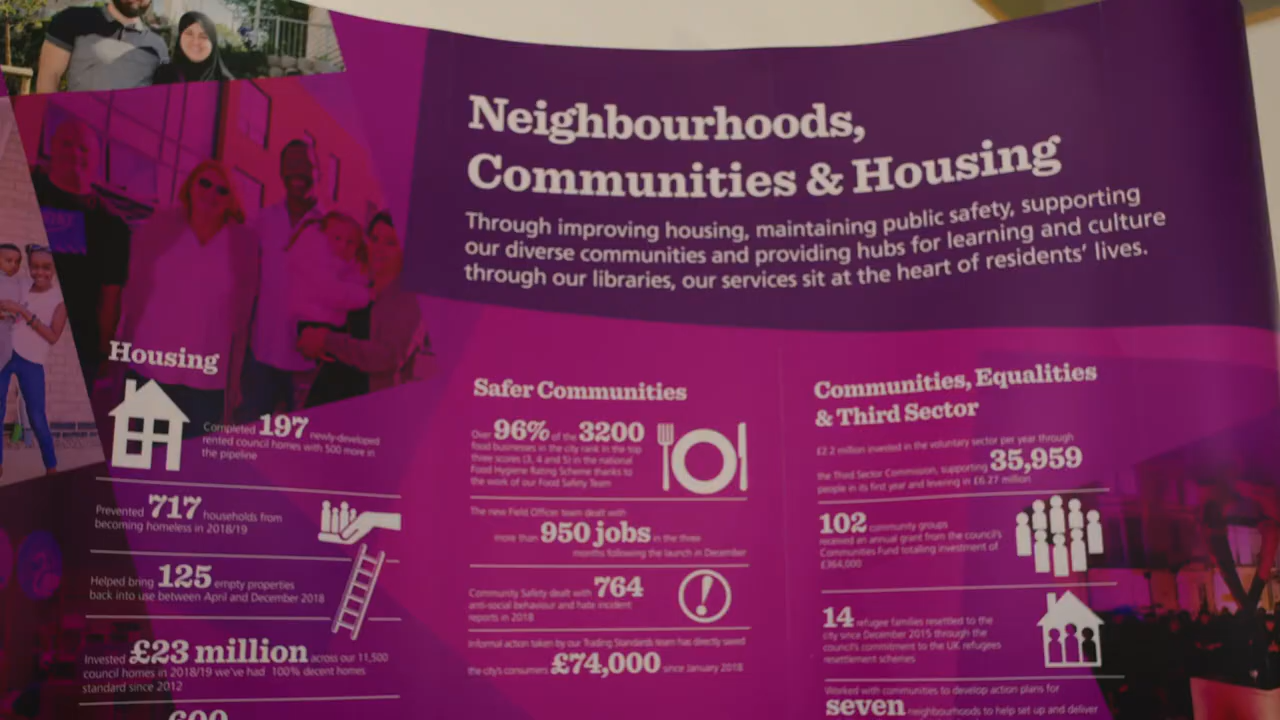 Neighbourhoods,
Communities & Housing
Through improving housing, maintaining public safety, supporting
our diverse communities and providing hubs for learning and culture
through our libraries, our services sit at the heart of residents' lives.
Housing
Completed 197 newly-developed
rented council homes with 500 more in
the pipeline
Prevented 717 households from
becoming homeless in 2018/19
Helped bring 125 empty properties
back into use between April and December 2018
Invested £23 million across our 11,500
council homes in 2018/19 we've had 100% decent homes
standard since 2012
600
Safer Communities
Over 96% of the 3200
food businesses in the city rank in the top
three scores (3, 4 and 5) in the national
Food Hygiene Rating Scheme thanks to
the work of our Food Safety Team
The new Field Officer team dealt with
more than 950 jobs in the three
months following the launch in December
Community Safety dealt with 764
anti-social behaviour and hate incident
reports in 2018
Informal action taken by our Trading Standards team has directly saved
the city's consumers £74,000 since January 2018
Communities, Equalities
& Third Sector
£2.2 million invested in the voluntary sector per year through
the Third Sector Commission, supporting 35,959
people in its first year and levering in £6.27 million
102 community groups
received an annual grant from the council's
Communities Fund totalling investment of
£364,000
14 refugee families resettled to the
city since December 2015 through the
council's commitment to the UK refugees
resettlement schemes
Worked with communities to develop action plans for
seven neighbourhoods to help set up and deliver